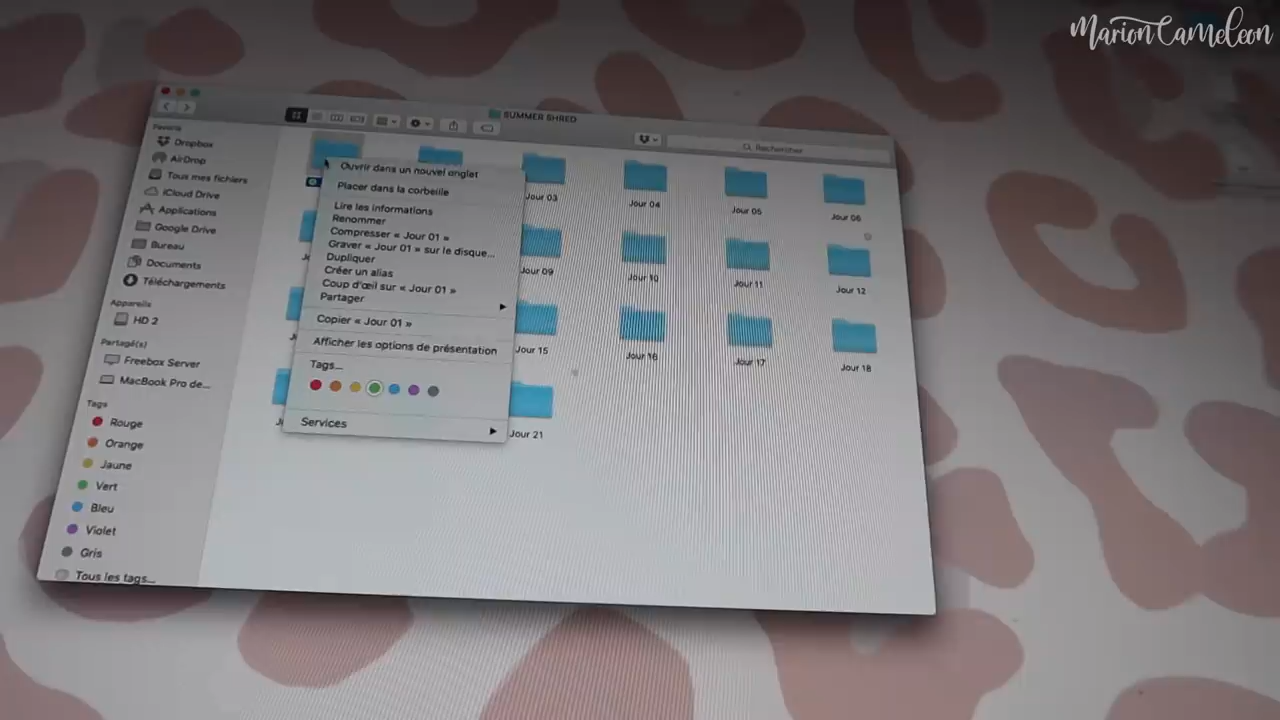 MarionCameleon
SUMMER SHRED
Rechercher
Favoris
Dropbox
AirDrop
Tous mes fichiers
iCloud Drive
Applications
Google Drive
Bureau
Documents
Téléchargements
Appareils
HD 2
Partagé(s)
Freebox Server
MacBook Pro de...
Tags
Rouge
Orange
Jaune
Vert
Bleu
Violet
Gris
Tous les tags...
Ouvrir dans un nouvel onglet
Placer dans la corbeille
Lire les informations
Renommer
Compresser « Jour 01 »
Graver « Jour 01 » sur le disque...
Dupliquer
Créer un alias
Coup d'œil sur « Jour 01 »
Partager
Copier « Jour 01 »
Afficher les options de présentation
Tags...
Services
Jour 03
Jour 04
Jour 05
Jour 06
Jour 09
Jour 10
Jour 11
Jour 12
Jour 15
Jour 16
Jour 17
Jour 18
Jour 21